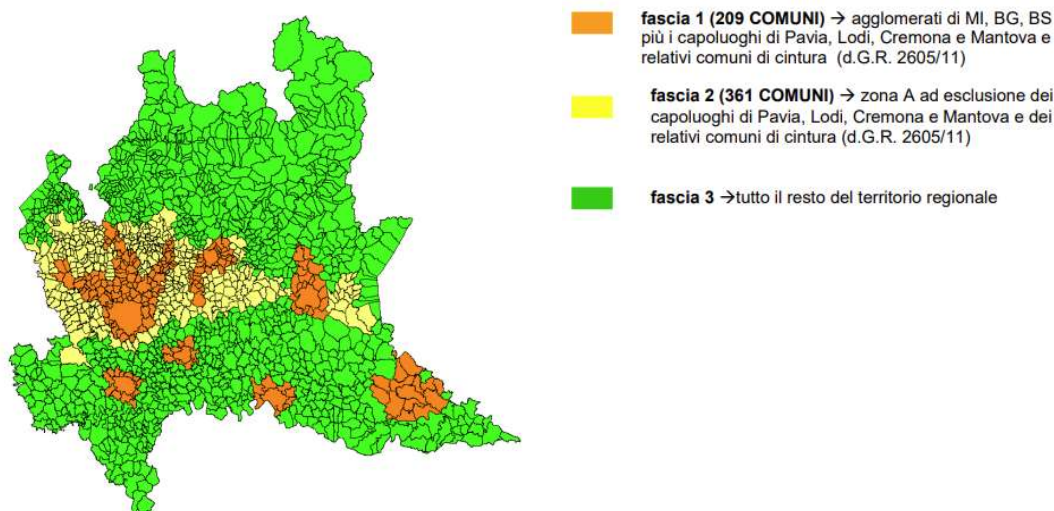 fascia 1 (209 COMUNI) → agglomerati di MI, BG, BS
più i capoluoghi di Pavia, Lodi, Cremona e Mantova e
relativi comuni di cintura (d.G.R. 2605/11)
fascia 2 (361 COMUNI) → zona A ad esclusione dei
capoluoghi di Pavia, Lodi, Cremona e Mantova e dei
relativi comuni di cintura (d.G.R. 2605/11)
fascia 3 →tutto il resto del territorio regionale